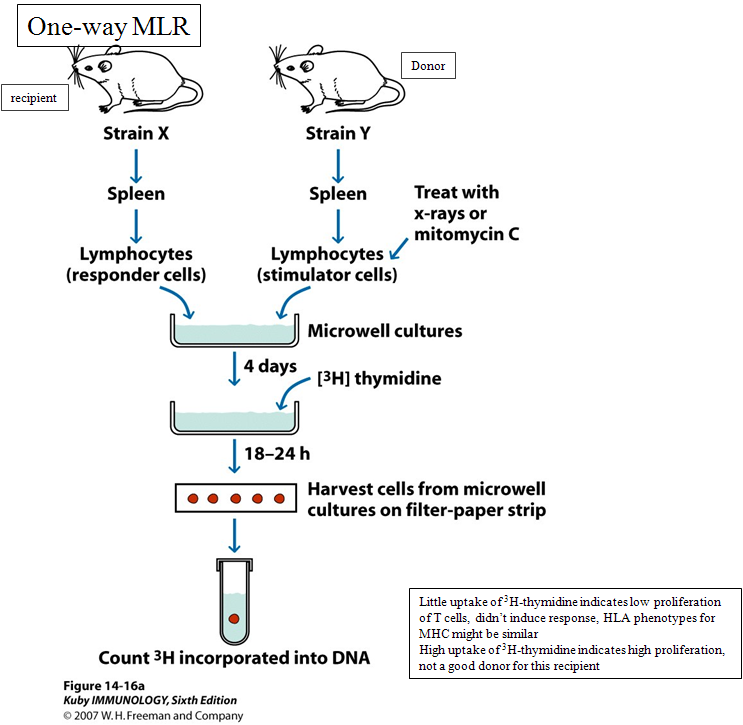 One-way MLR
recipient
Donor
Strain X
Strain Y
Spleen
Spleen
Treat with
x-rays or
mitomycin C
Lymphocytes
(responder cells)
Lymphocytes
(stimulator cells)
Microwell cultures
4 days
[³H] thymidine
18–24 h
Harvest cells from microwell
cultures on filter-paper strip
Count ³H incorporated into DNA
Little uptake of ³H-thymidine indicates low proliferation
of T cells, didn't induce response, HLA phenotypes for
MHC might be similar
High uptake of ³H-thymidine indicates high proliferation,
not a good donor for this recipient
Figure 14-16a
Kuby IMMUNOLOGY, Sixth Edition
© 2007 W. H. Freeman and Company